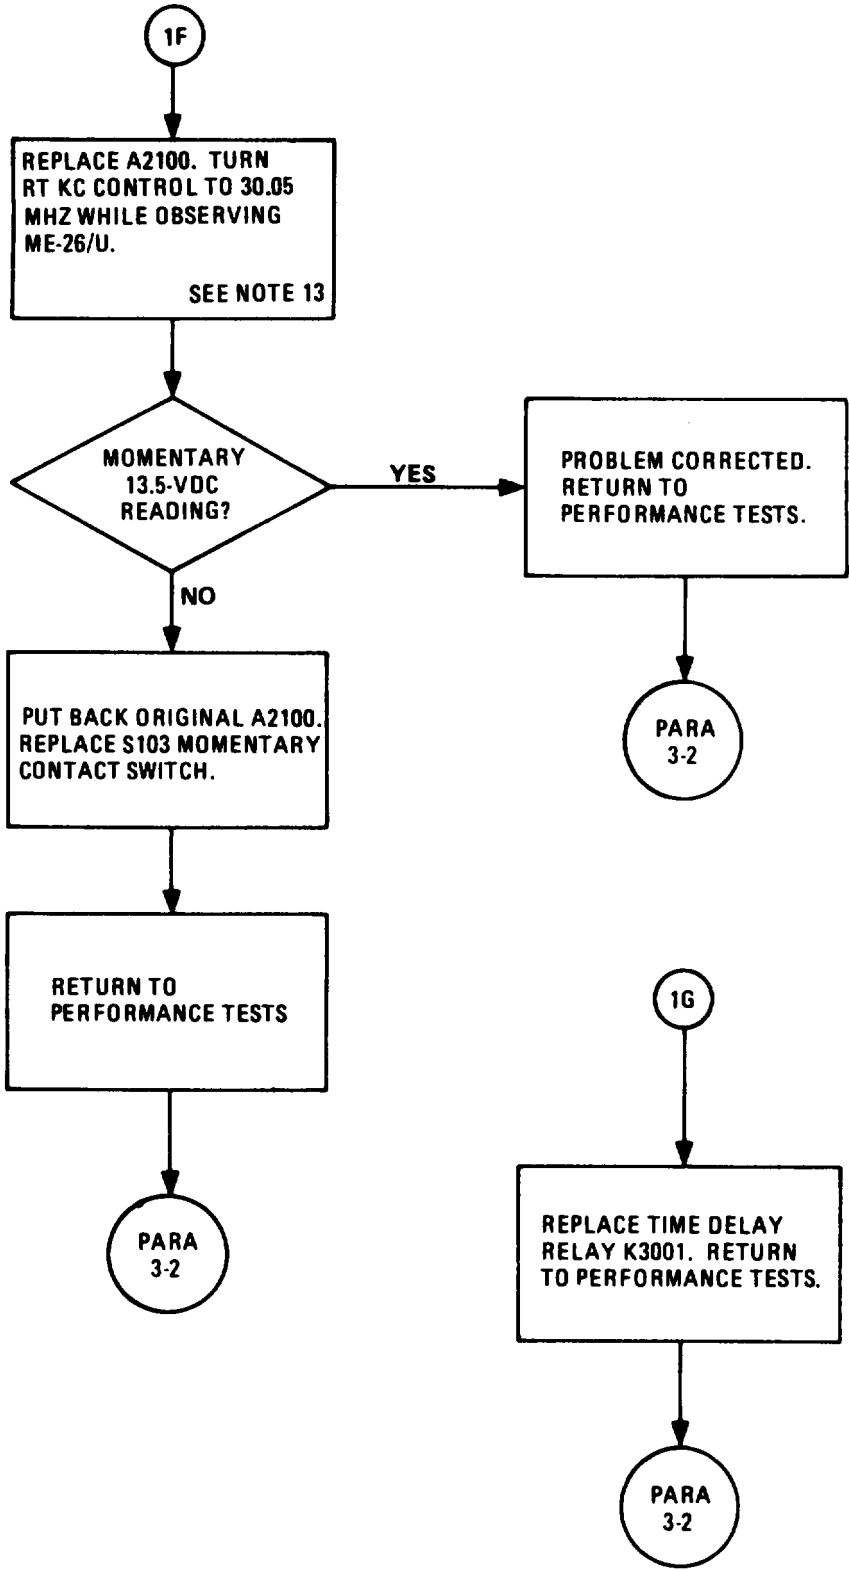 1F
REPLACE A2100. TURN
RT KC CONTROL TO 30.05
MHZ WHILE OBSERVING
ME-26/U.
SEE NOTE 13
MOMENTARY
13.5-VDC
READING?
YES
PROBLEM CORRECTED.
RETURN TO
PERFORMANCE TESTS.
NO
PARA
3-2
PUT BACK ORIGINAL A2100.
REPLACE S103 MOMENTARY
CONTACT SWITCH.
RETURN TO
PERFORMANCE TESTS
PARA
3-2
1G
REPLACE TIME DELAY
RELAY K3001. RETURN
TO PERFORMANCE TESTS.
PARA
3-2